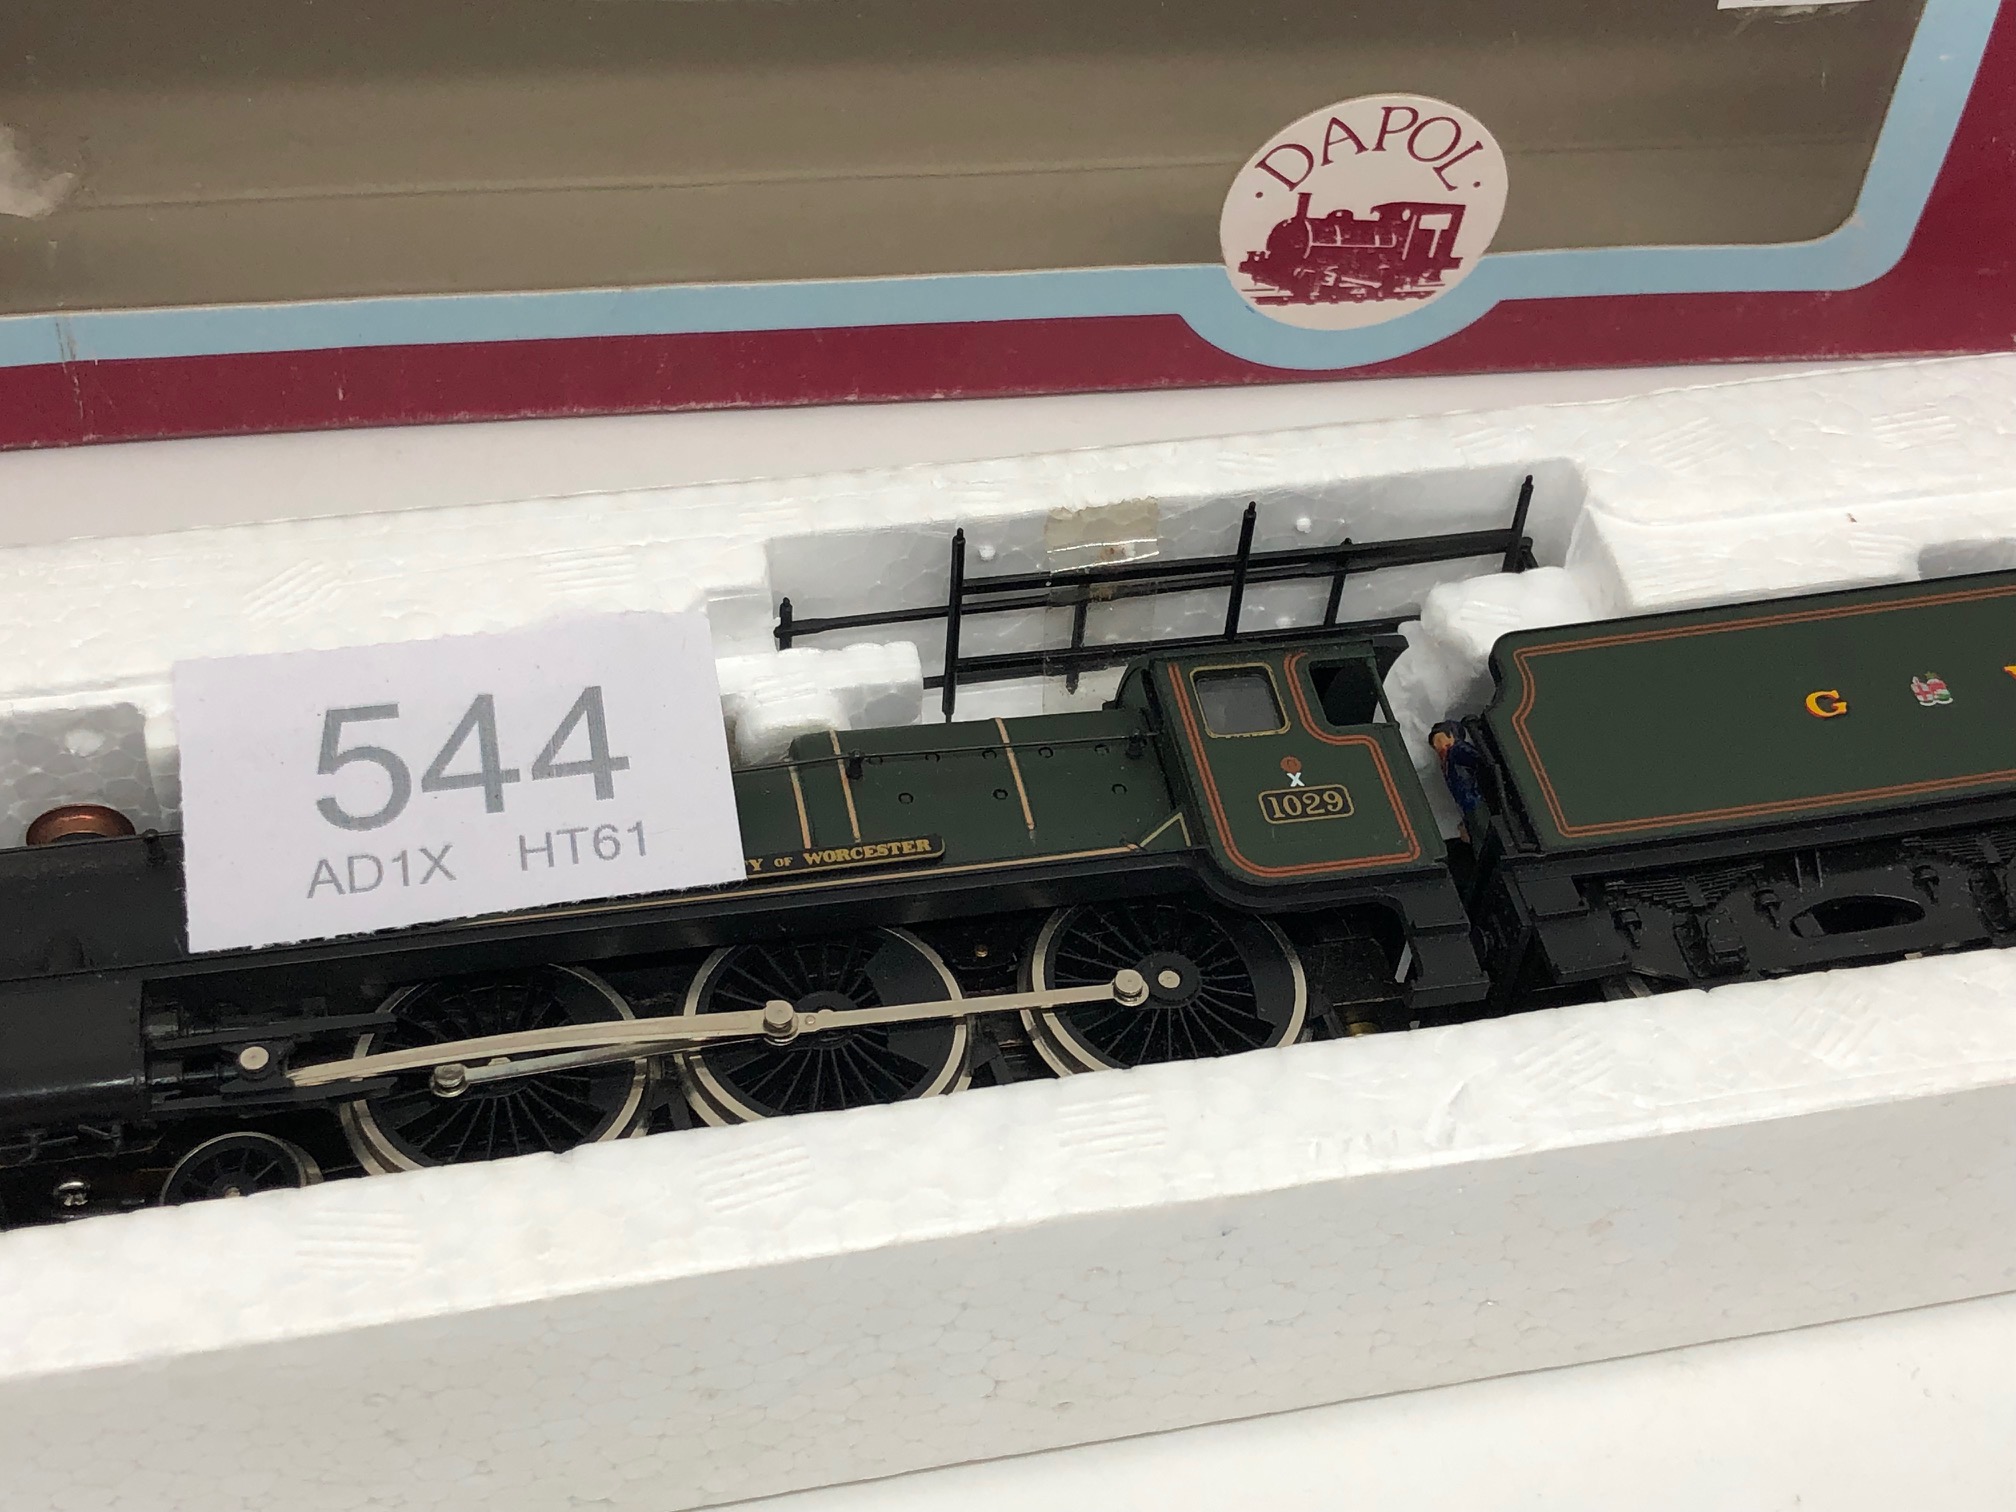 DAPOL
544
AD1X HT61
OF WORCESTER
X
1029
G